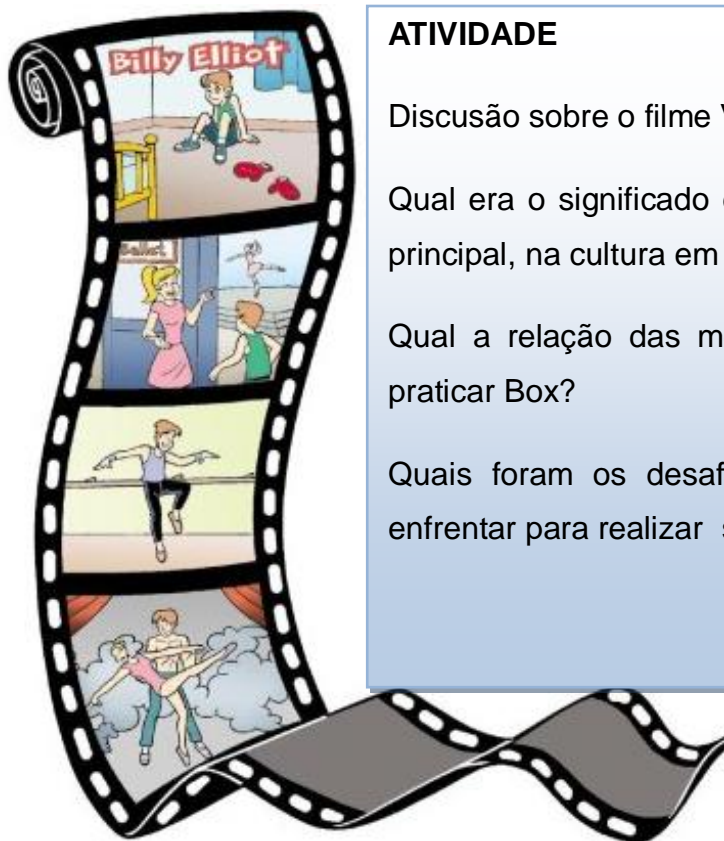 Billy Elliot
Ballet
ATIVIDADE
Discusão sobre o filme
Qual era o significado
principal, na cultura em
Qual a relação das
praticar Box?
Quais foram os
enfrentar para realizar